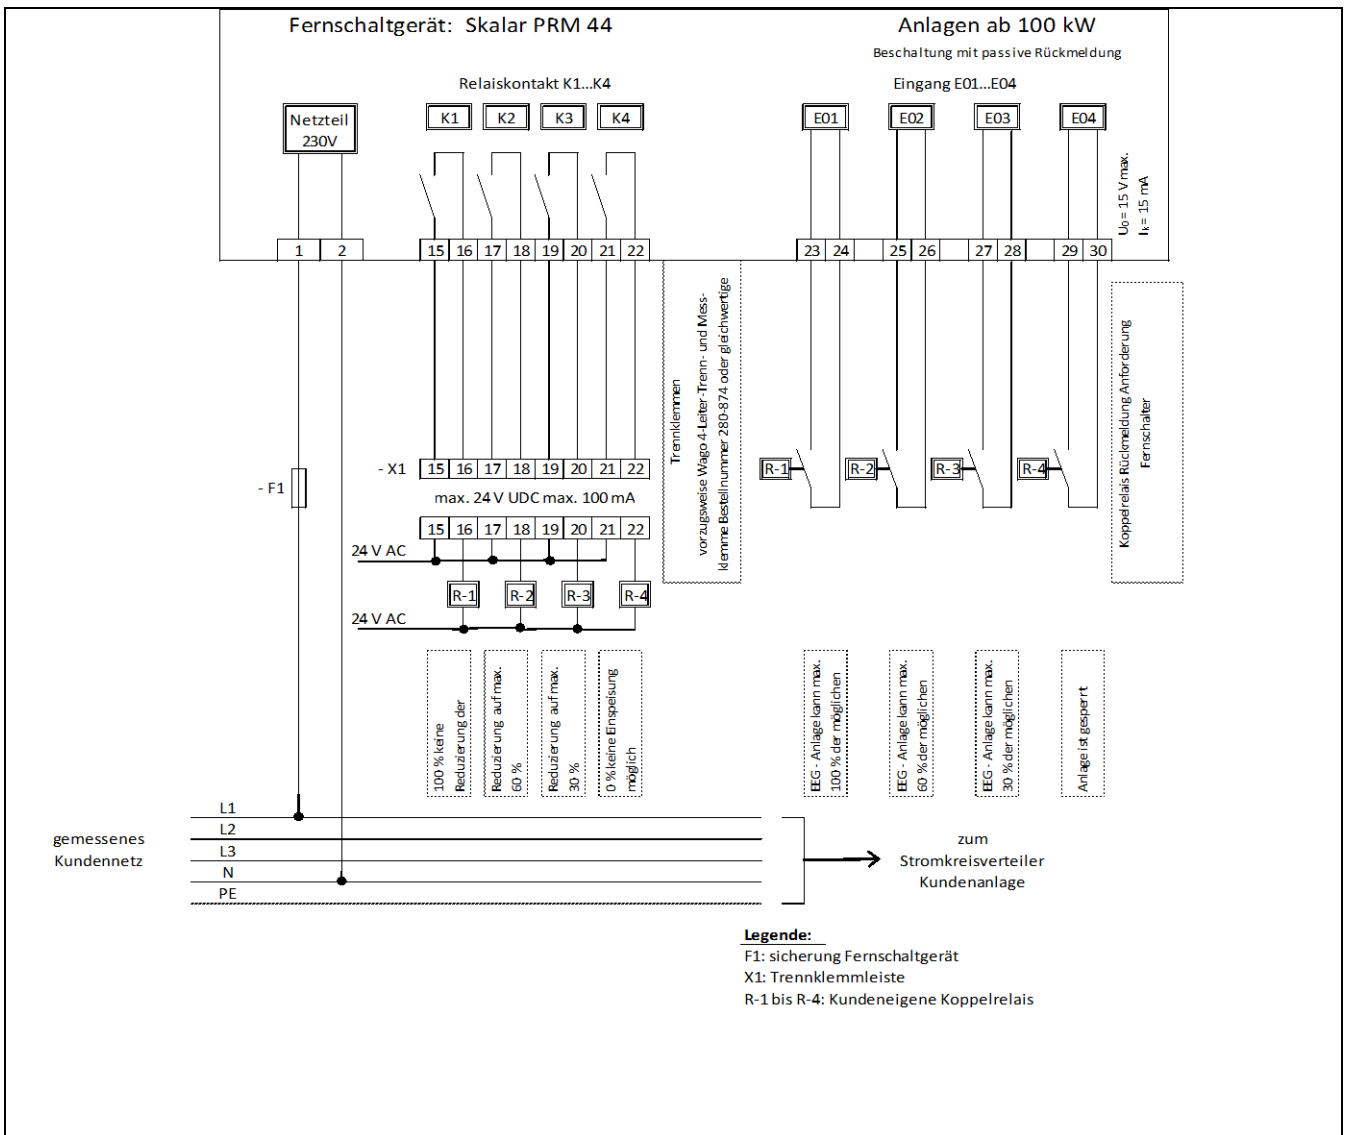 Fernschaltgerät: Skalar PRM 44
Anlagen ab 100 kW
Beschaltung mit passive Rückmeldung
Relaiskontakt K1...K4
Eingang E01...E04
Netzteil
230V
K1
K2
K3
K4
E01
E02
E03
E04
U₀ = 15 V max.
Iₖ = 15 mA
1
2
15
16
17
18
19
20
21
22
23
24
25
26
27
28
29
30
Trennklemmen
vorzugsweise Wago 4-Leiter-Trenn- und Mess-
klemme Bestellnummer 280-874 oder gleichwertige
Koppelrelais Rückmeldung Anforderung
Fernschalter
- X1
15
16
17
18
19
20
21
22
R-1
R-2
R-3
R-4
- F1
max. 24 V UDC max. 100 mA
15
16
17
18
19
20
21
22
24 V AC
R-1
R-2
R-3
R-4
24 V AC
100 % keine
Reduzierung der
Reduzierung auf max.
60 %
Reduzierung auf max.
30 %
0 % keine Einspeisung
möglich
EEG - Anlage kann max.
100 % der möglichen
EEG - Anlage kann max.
60 % der möglichen
EEG - Anlage kann max.
30 % der möglichen
Anlage ist gesperrt
L1
L2
L3
N
PE
gemessenes
Kundennetz
zum
Stromkreisverteiler
Kundenanlage
Legende:
F1: sicherung Fernschaltgerät
X1: Trennklemmleiste
R-1 bis R-4: Kundeneigene Koppelrelais